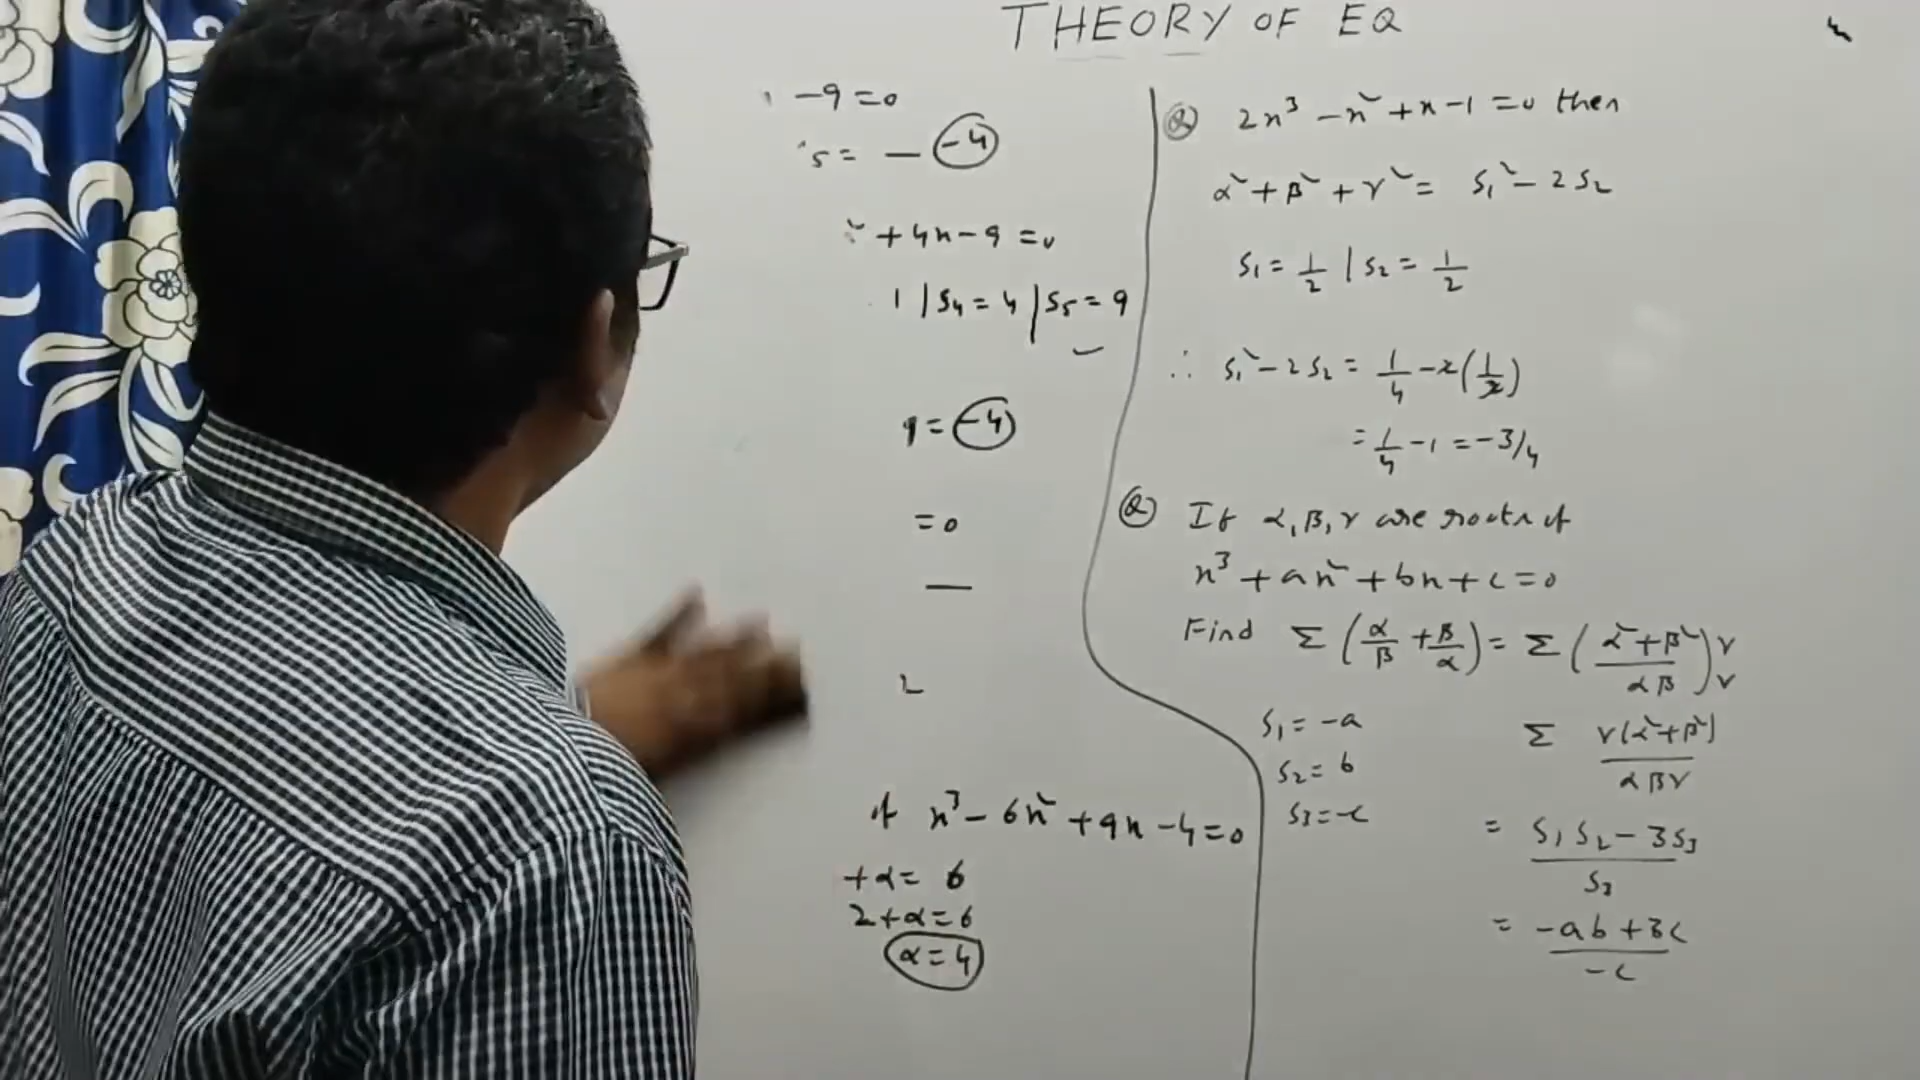 THEORY OF EQ
-9=0
5 = — -4
² + 4x - 9 = 0
1 | S₄ = 4 | S₅ = 9
= -4
= 0
—
2
of x³ - 6x² + 9x - 4 = 0
+ α = 6
2 + α = 6
α = 4
Q 2x³ - x² + x - 1 = 0 then
α² + β² + γ² = S₁² - 2S₂
S₁ = 1/2 | S₂ = 1/2
∴ S₁² - 2S₂ = 1/4 - 2(1/2)
= 1/4 - 1 = -3/4
Q If α, β, γ are roots of
x³ + ax² + bx + c = 0
Find Σ (α/β + β/α) = Σ ((α² + β²)/αβ) γ/γ
S₁ = -a
S₂ = b
S₃ = -c
Σ γ(α² + β²)/αβγ
= (S₁S₂ - 3S₃)/S₃
= (-ab + 3c)/-c